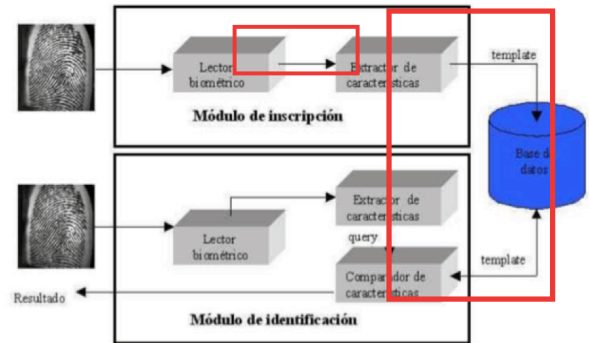 Lector
biométrico
Extractor de
características
template
Módulo de inscripción
Base de
datos
Extractor de
características
Lector
biométrico
query
Comparador de
características
template
Resultado
Módulo de identificación